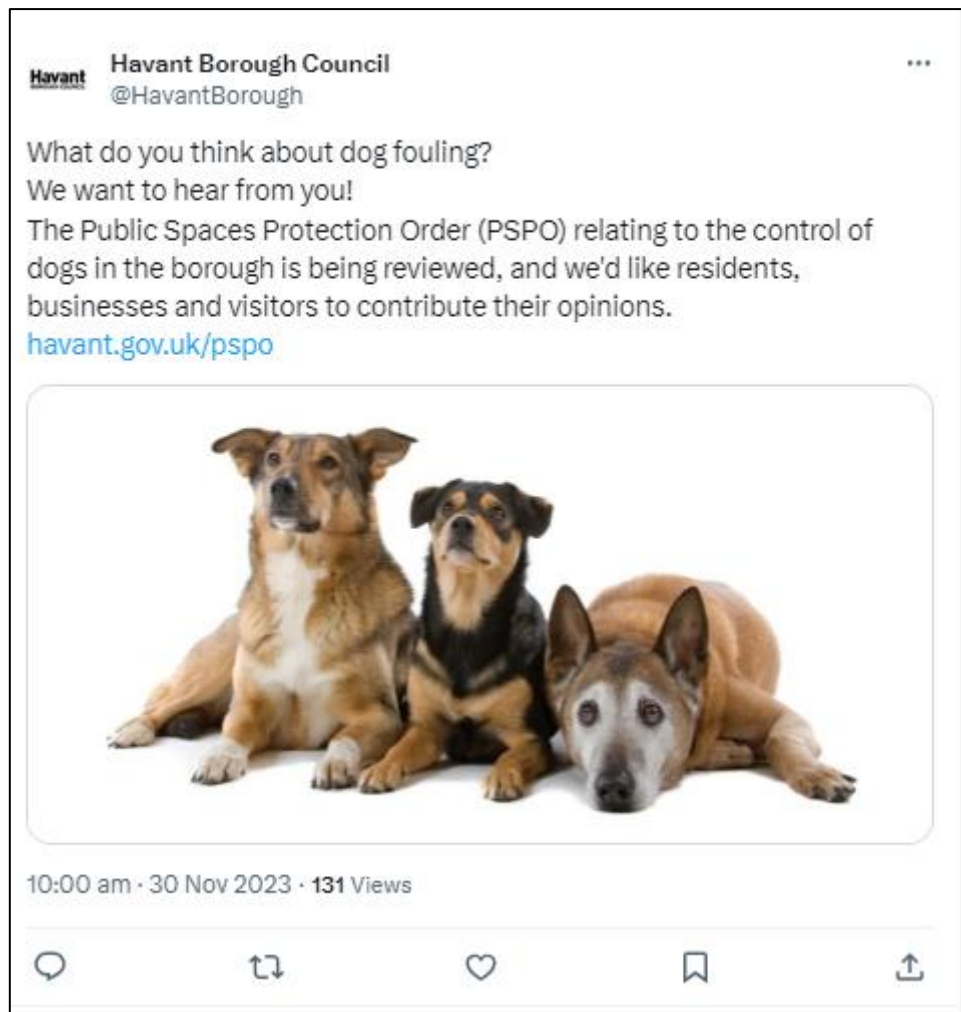 Havant
BOROUGH COUNCIL
Havant Borough Council
@HavantBorough
What do you think about dog fouling?
We want to hear from you!
The Public Spaces Protection Order (PSPO) relating to the control of
dogs in the borough is being reviewed, and we'd like residents,
businesses and visitors to contribute their opinions.
havant.gov.uk/pspo
10:00 am · 30 Nov 2023 · 131 Views